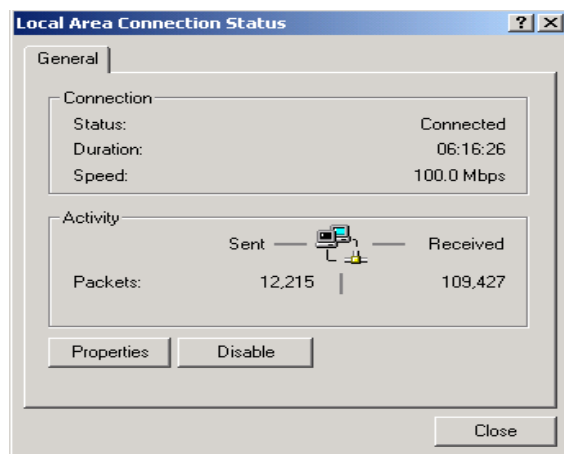 Local Area Connection Status
General
Connection
Status: Connected
Duration: 06:16:26
Speed: 100.0 Mbps
Activity
Sent Received
Packets: 12,215 109,427
Properties Disable
Close